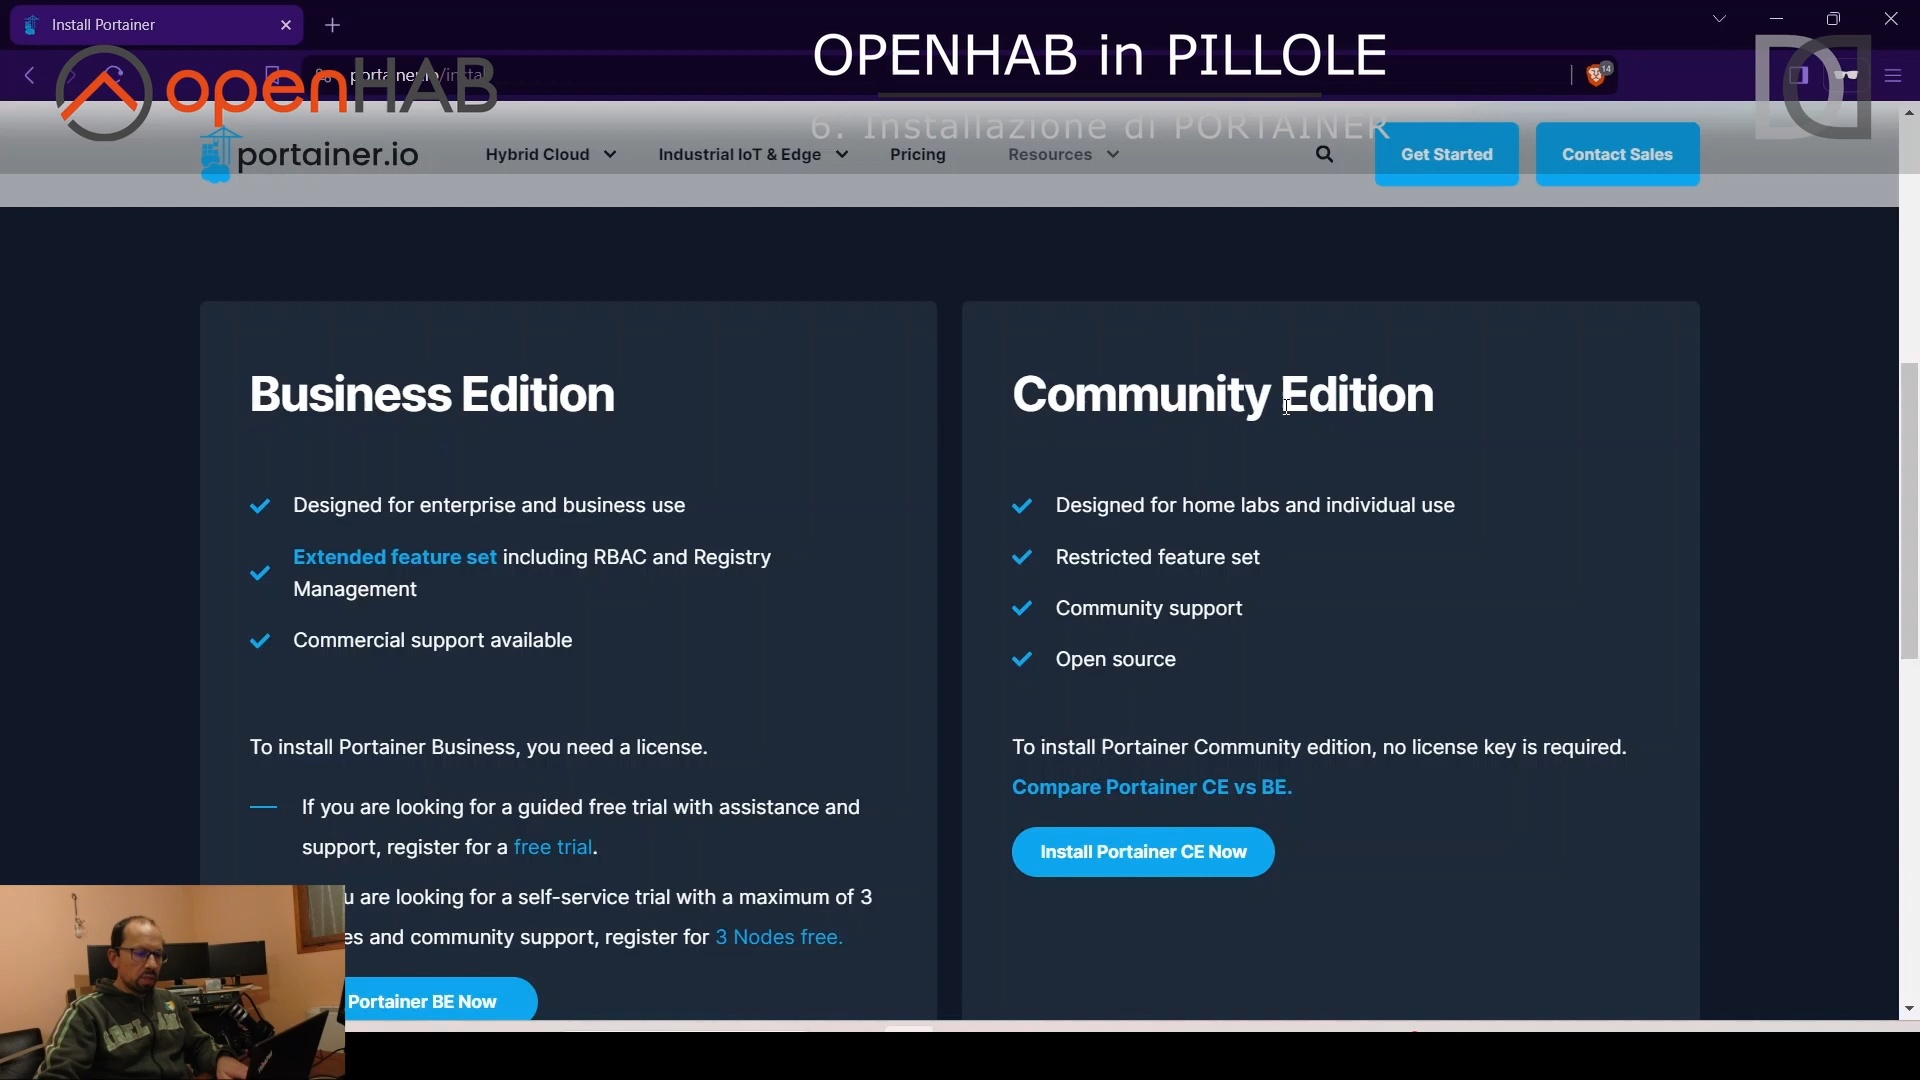 Install Portainer
OPENHAB in PILLOLE
openHAB
portainer.io/install
14
6. Installazione di PORTAINER
portainer.io
Hybrid Cloud
Industrial IoT & Edge
Pricing
Resources
Get Started
Contact Sales
Business Edition
Designed for enterprise and business use
Extended feature set including RBAC and Registry
Management
Commercial support available
To install Portainer Business, you need a license.
If you are looking for a guided free trial with assistance and
support, register for a free trial.
u are looking for a self-service trial with a maximum of 3
es and community support, register for 3 Nodes free.
Portainer BE Now
Community Edition
Designed for home labs and individual use
Restricted feature set
Community support
Open source
To install Portainer Community edition, no license key is required.
Compare Portainer CE vs BE.
Install Portainer CE Now